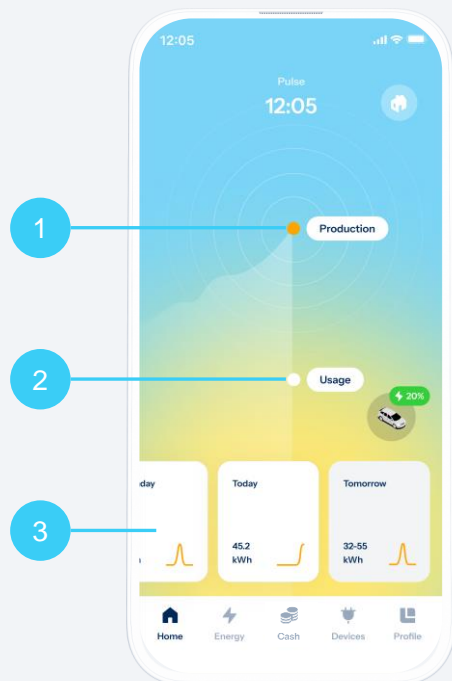 12:05
Pulse
12:05
1
Production
2
Usage
20%
day
Today
Tomorrow
3
45.2
kWh
32-55
kWh
Home
Energy
Cash
Devices
Profile